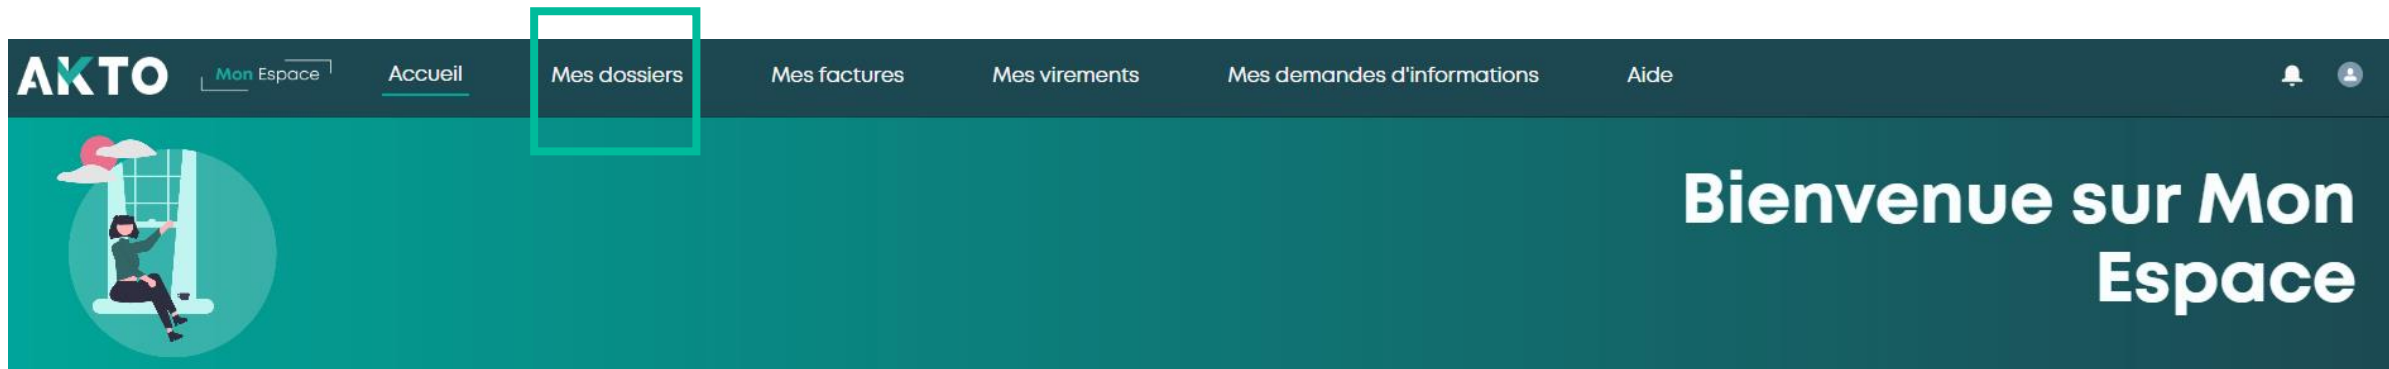 AKTO Mon Espace Accueil Mes dossiers Mes factures Mes virements Mes demandes d'informations Aide
Bienvenue sur Mon
Espace